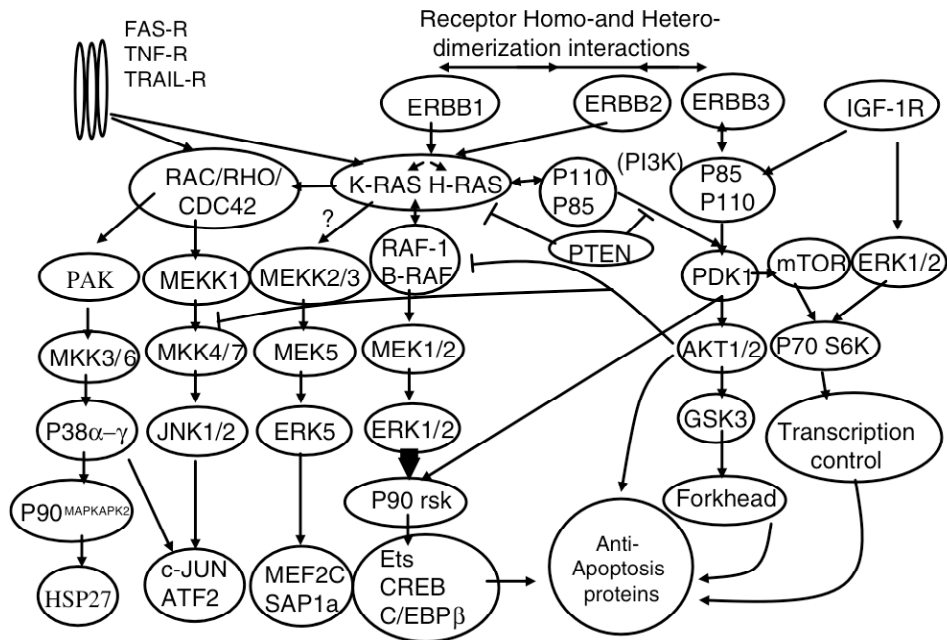 Receptor Homo-and Hetero-
dimerization interactions
FAS-R
TNF-R
TRAIL-R
ERBB1
ERBB2
ERBB3
IGF-1R
RAC/RHO/
CDC42
K-RAS H-RAS
P110
P85
(PI3K)
P85
P110
?
RAF-1
B-RAF
PTEN
PAK
MEKK1
MEKK2/3
PDK1
mTOR
ERK1/2
MKK3/6
MKK4/7
MEK5
MEK1/2
AKT1/2
P70 S6K
P38α–γ
JNK1/2
ERK5
ERK1/2
GSK3
Transcription
control
P90 MAPKAPK2
P90 rsk
Forkhead
HSP27
c-JUN
ATF2
MEF2C
SAP1a
Ets
CREB
C/EBPβ
Anti-
Apoptosis
proteins